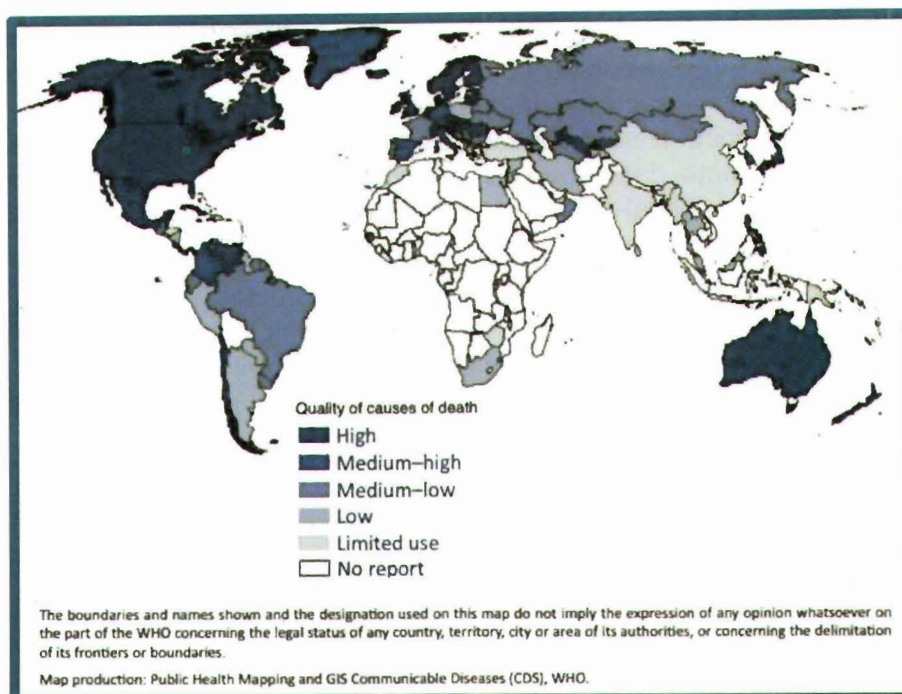 Quality of causes of death
High
Medium–high
Medium–low
Low
Limited use
No report
The boundaries and names shown and the designation used on this map do not imply the expression of any opinion whatsoever on
the part of the WHO concerning the legal status of any country, territory, city or area of its authorities, or concerning the delimitation
of its frontiers or boundaries.
Map production: Public Health Mapping and GIS Communicable Diseases (CDS), WHO.